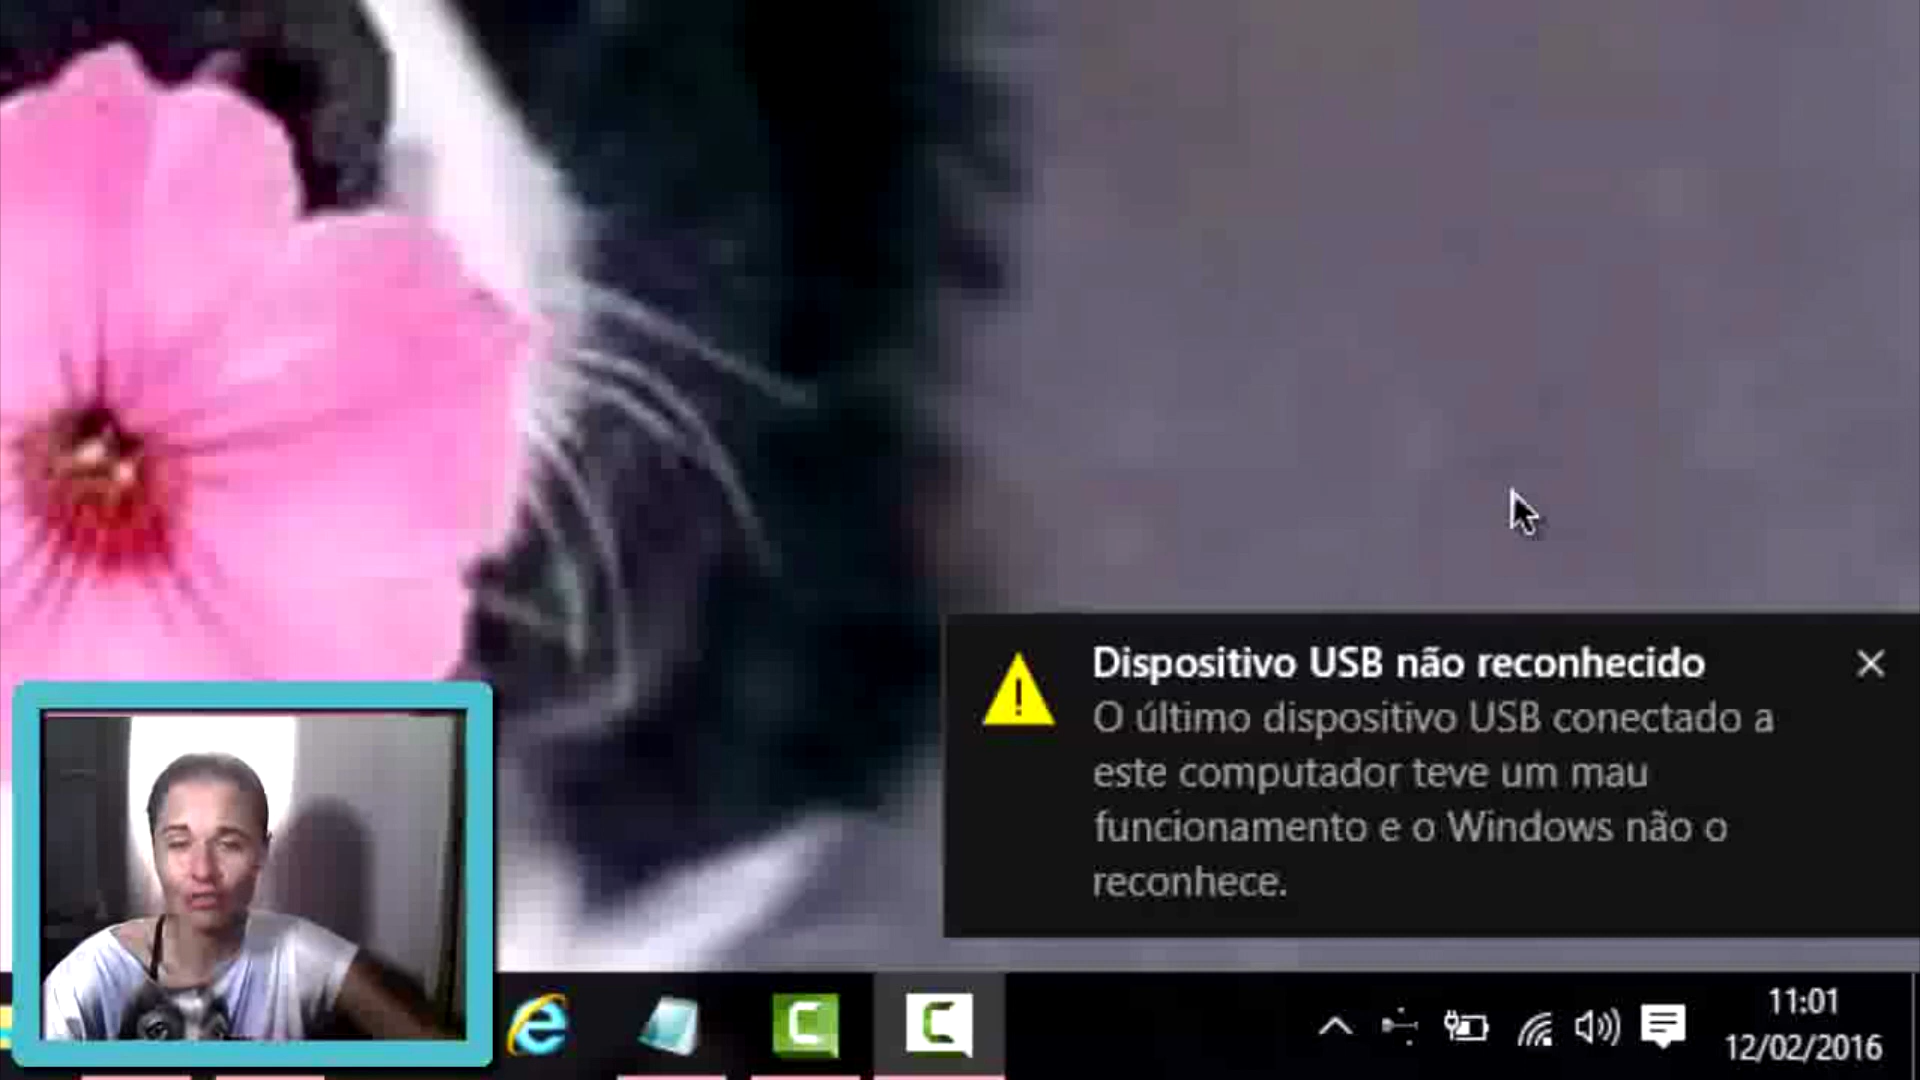 Dispositivo USB não reconhecido
O último dispositivo USB conectado a
este computador teve um mau
funcionamento e o Windows não o
reconhece.
11:01
12/02/2016